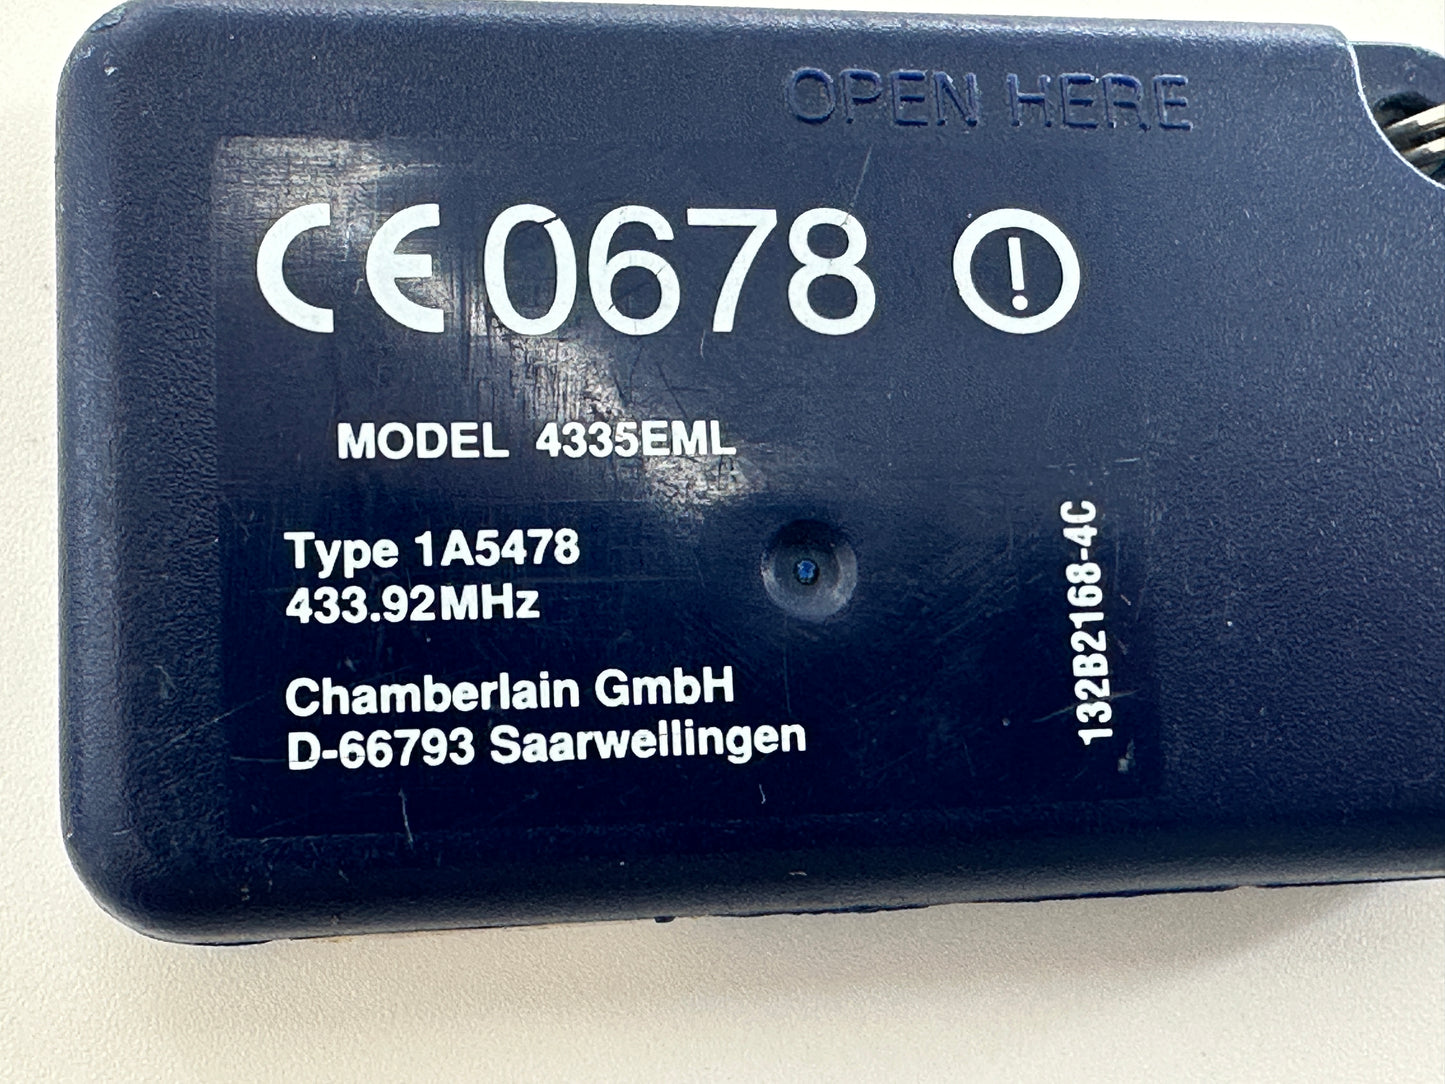 OPEN HERE
CE 0678 !
MODEL 4335EML
Type 1A5478
433.92MHz
Chamberlain GmbH
D-66793 Saarwellingen
132B2168-4C